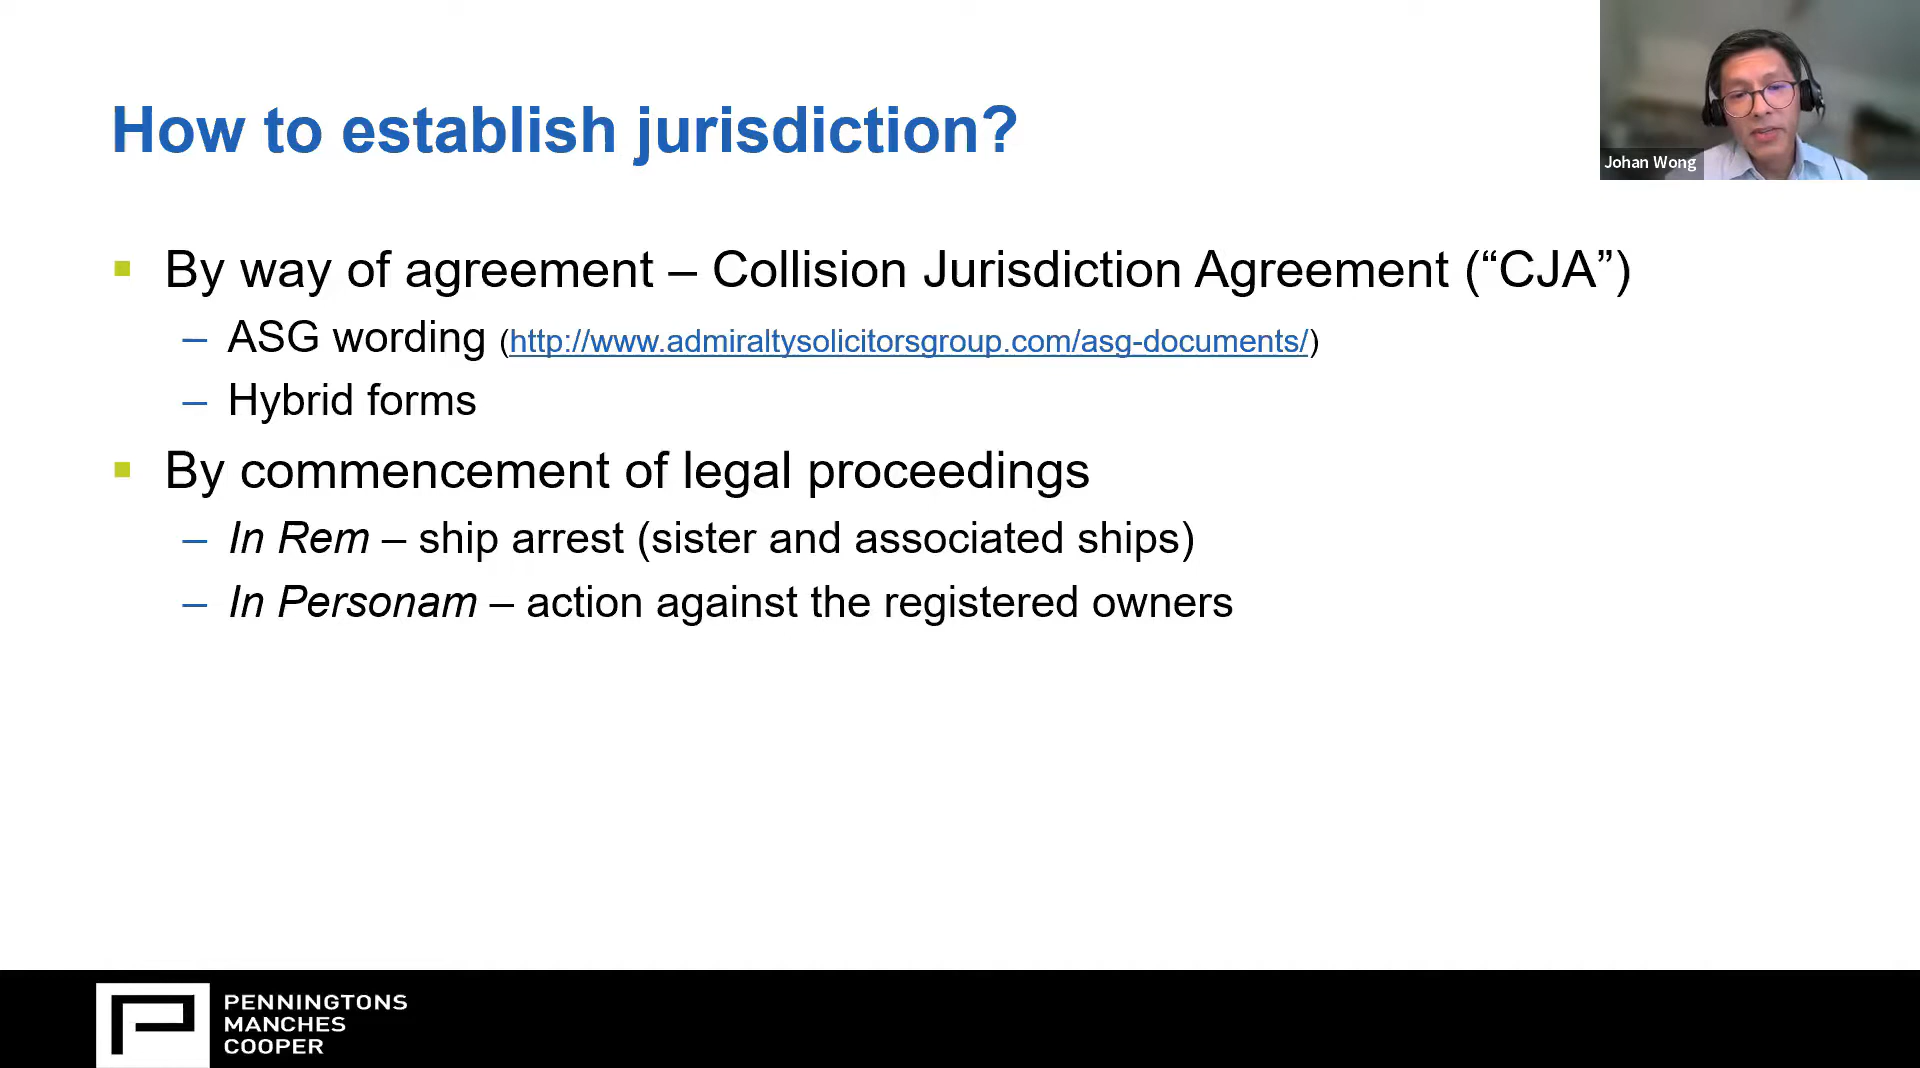 How to establish jurisdiction?
Johan Wong
▪ By way of agreement – Collision Jurisdiction Agreement (“CJA”)
– ASG wording (http://www.admiraltysolicitorsgroup.com/asg-documents/)
– Hybrid forms
▪ By commencement of legal proceedings
– In Rem – ship arrest (sister and associated ships)
– In Personam – action against the registered owners
PENNINGTONS
MANCHES
COOPER